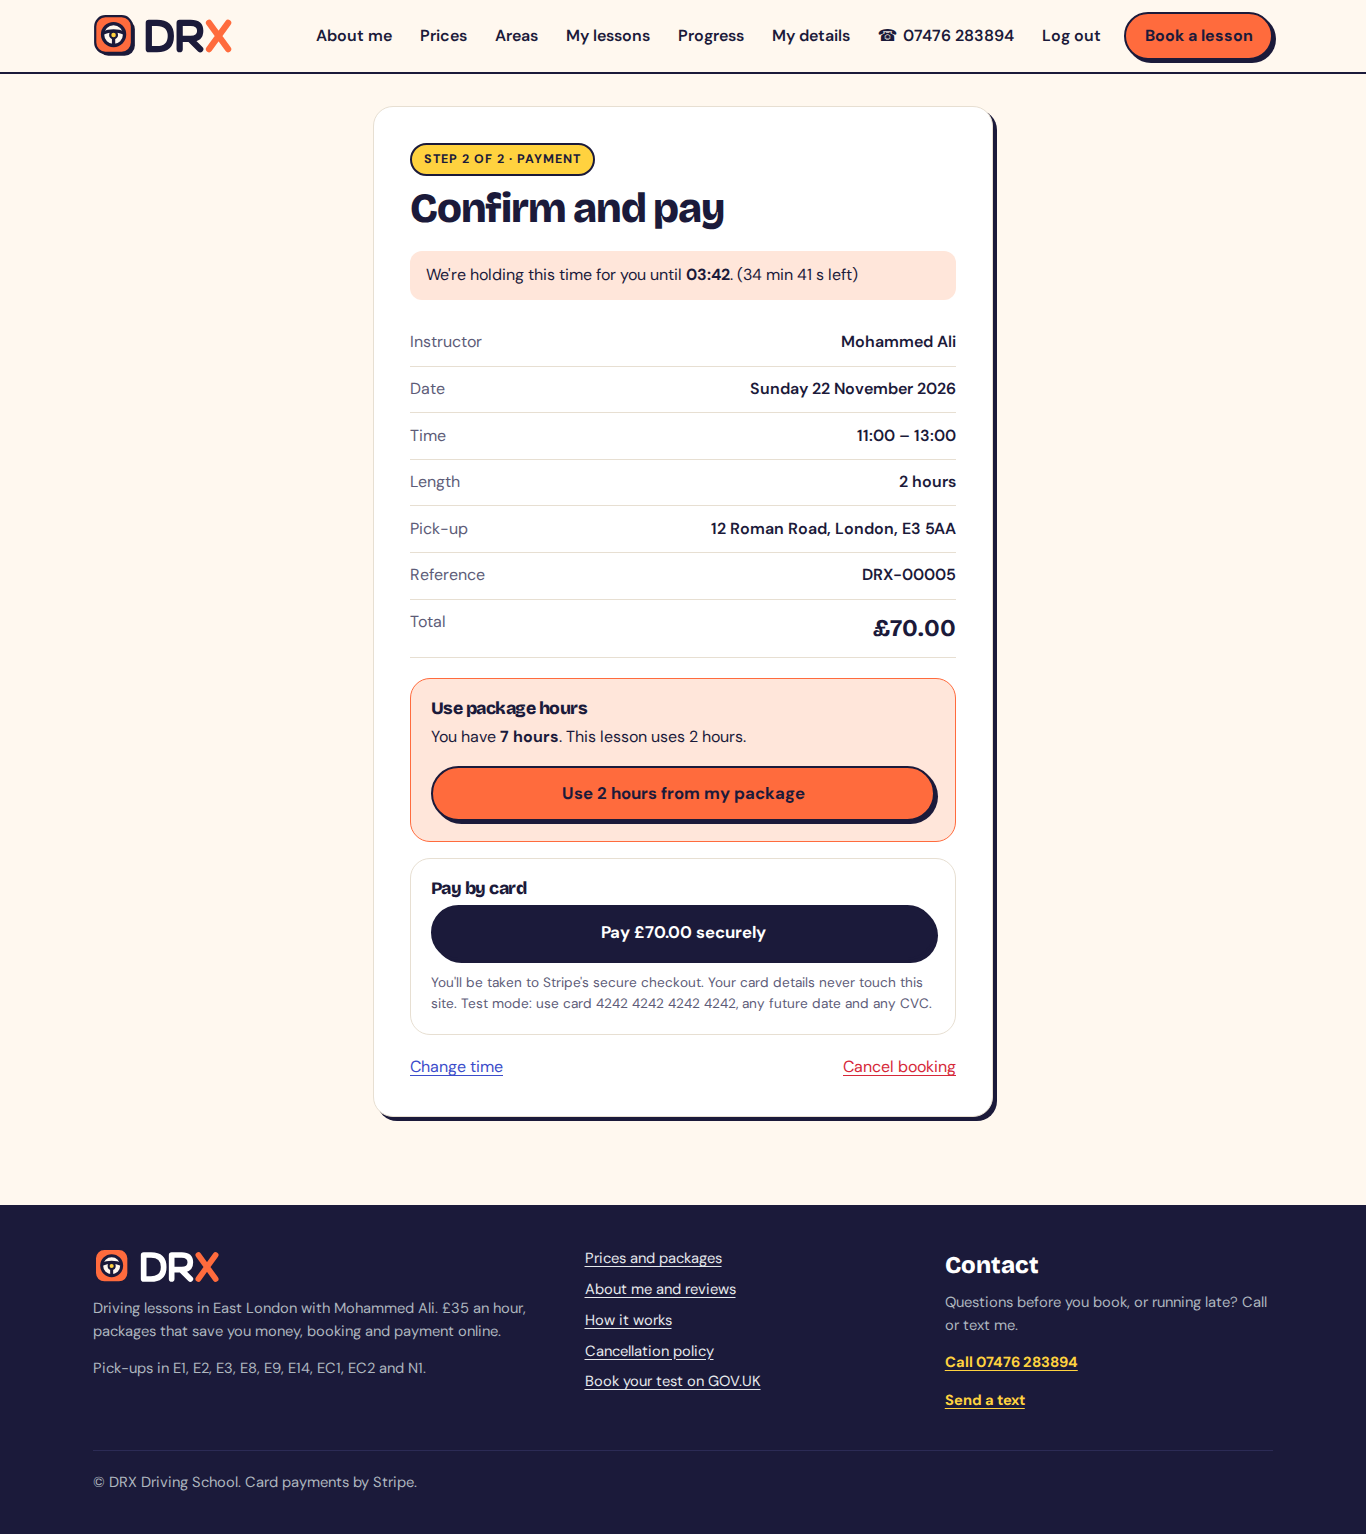 DRX
About me
Prices
Areas
My lessons
Progress
My details
☎ 07476 283894
Log out
Book a lesson
STEP 2 OF 2 · PAYMENT
Confirm and pay
We're holding this time for you until 03:42. (34 min 41 s left)
Instructor Mohammed Ali
Date Sunday 22 November 2026
Time 11:00 – 13:00
Length 2 hours
Pick-up 12 Roman Road, London, E3 5AA
Reference DRX-00005
Total £70.00
Use package hours
You have 7 hours. This lesson uses 2 hours.
Use 2 hours from my package
Pay by card
Pay £70.00 securely
You'll be taken to Stripe's secure checkout. Your card details never touch this
site. Test mode: use card 4242 4242 4242 4242, any future date and any CVC.
Change time
Cancel booking
DRX
Driving lessons in East London with Mohammed Ali. £35 an hour,
packages that save you money, booking and payment online.
Pick-ups in E1, E2, E3, E8, E9, E14, EC1, EC2 and N1.
Prices and packages
About me and reviews
How it works
Cancellation policy
Book your test on GOV.UK
Contact
Questions before you book, or running late? Call
or text me.
Call 07476 283894
Send a text
© DRX Driving School. Card payments by Stripe.